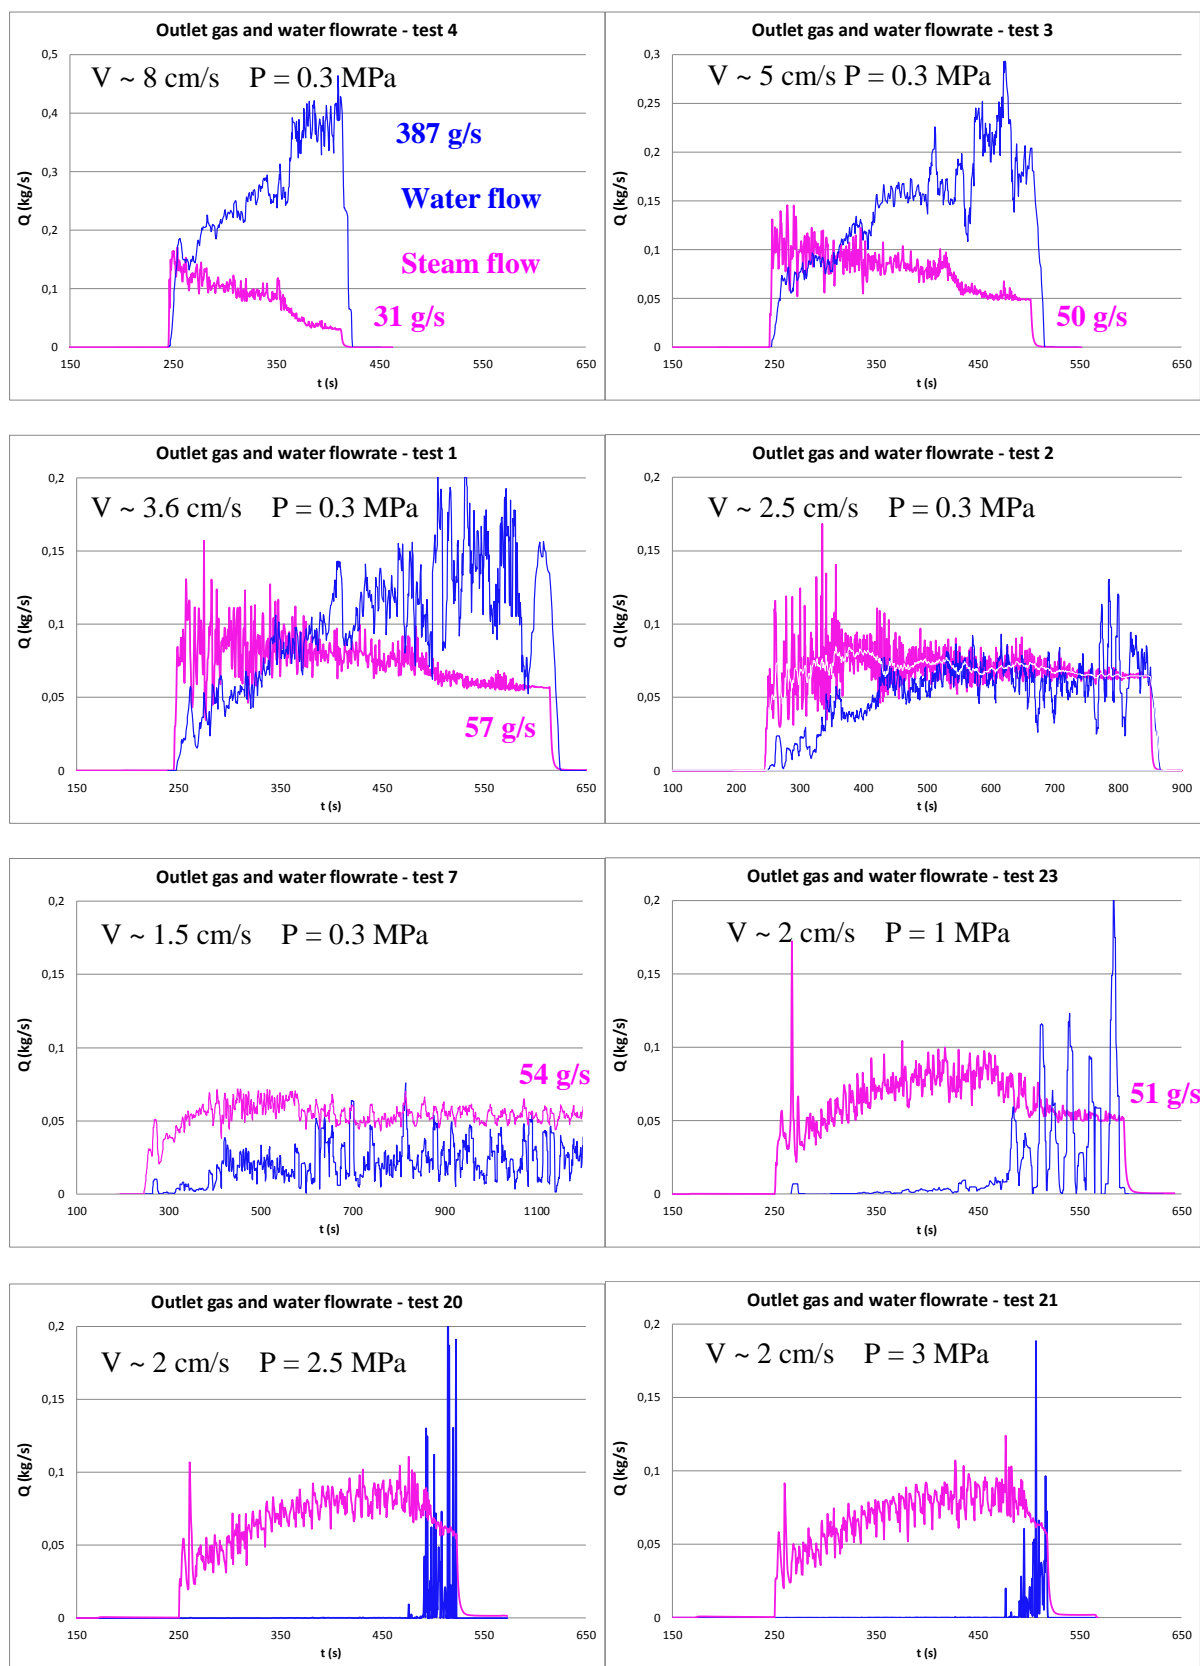 Outlet gas and water flowrate - test 4
V ~ 8 cm/s P = 0.3 MPa
387 g/s
Water flow
Steam flow
31 g/s
Q (kg/s)
0,5
0,4
0,3
0,2
0,1
0
150 250 350 450 550 650
t (s)
Outlet gas and water flowrate - test 3
V ~ 5 cm/s P = 0.3 MPa
50 g/s
Q (kg/s)
0,3
0,25
0,2
0,15
0,1
0,05
0
150 250 350 450 550 650
t (s)
Outlet gas and water flowrate - test 1
V ~ 3.6 cm/s P = 0.3 MPa
57 g/s
Q (kg/s)
0,2
0,15
0,1
0,05
0
50 150 250 350 450 550 650
t (s)
Outlet gas and water flowrate - test 2
V ~ 2.5 cm/s P = 0.3 MPa
Q (kg/s)
0,2
0,15
0,1
0,05
0
100 200 300 400 500 600 700 800 900
t (s)
Outlet gas and water flowrate - test 7
V ~ 1.5 cm/s P = 0.3 MPa
54 g/s
Q (kg/s)
0,2
0,15
0,1
0,05
0
100 300 500 700 900 1100
t (s)
Outlet gas and water flowrate - test 23
V ~ 2 cm/s P = 1 MPa
51 g/s
Q (kg/s)
0,2
0,15
0,1
0,05
0
150 250 350 450 550 650
t (s)
Outlet gas and water flowrate - test 20
V ~ 2 cm/s P = 2.5 MPa
Q (kg/s)
0,2
0,15
0,1
0,05
0
150 250 350 450 550 650
t (s)
Outlet gas and water flowrate - test 21
V ~ 2 cm/s P = 3 MPa
Q (kg/s)
0,2
0,15
0,1
0,05
0
150 250 350 450 550 650
t (s)